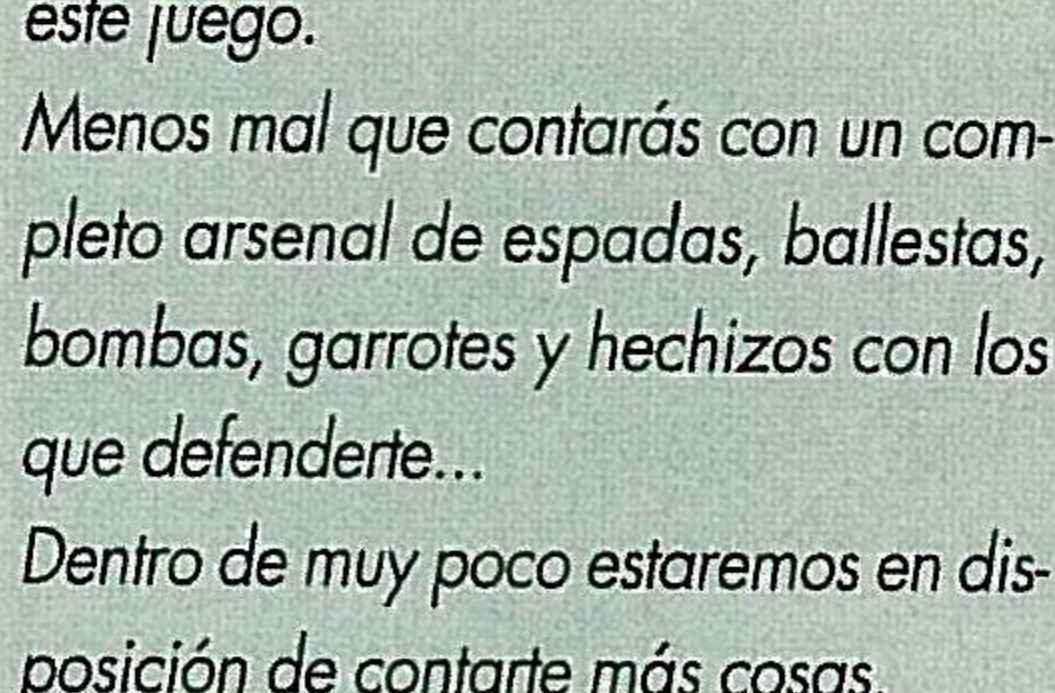 este juego.
Menos mal que contarás con un com-
pleto arsenal de espadas, ballestas,
bombas, garrotes y hechizos con los
que defenderte...
Dentro de muy poco estaremos en dis-
posición de contarte más cosas.